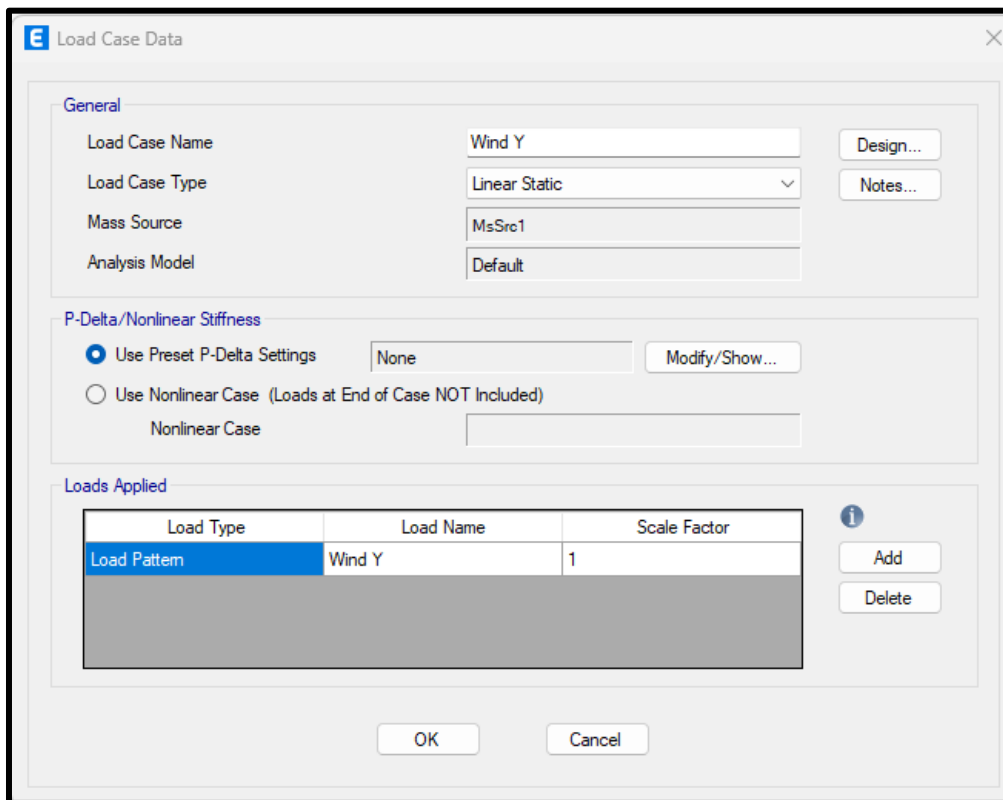 E Load Case Data
General
Load Case Name Wind Y Design...
Load Case Type Linear Static Notes...
Mass Source MsSrc1
Analysis Model Default
P-Delta/Nonlinear Stiffness
Use Preset P-Delta Settings None Modify/Show...
Use Nonlinear Case (Loads at End of Case NOT Included)
Nonlinear Case
Loads Applied
Load Type Load Name Scale Factor
Load Pattern Wind Y 1 Add
Delete
OK Cancel